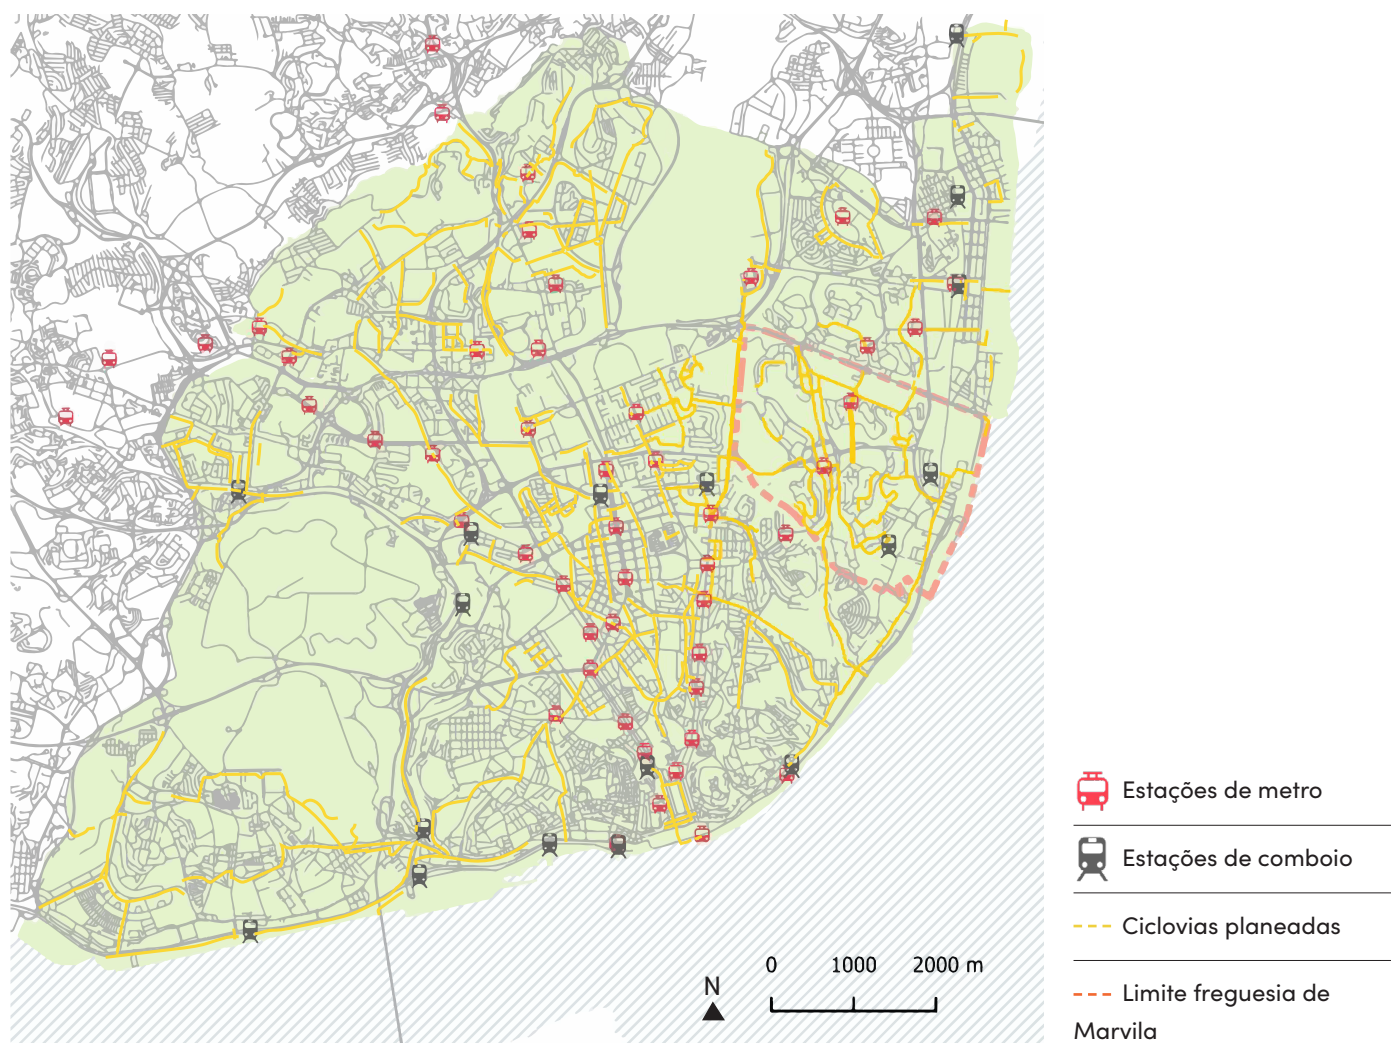 Estações de metro
Estações de comboio
Ciclovias planeadas
Limite freguesia de
Marvila
0 1000 2000 m
N